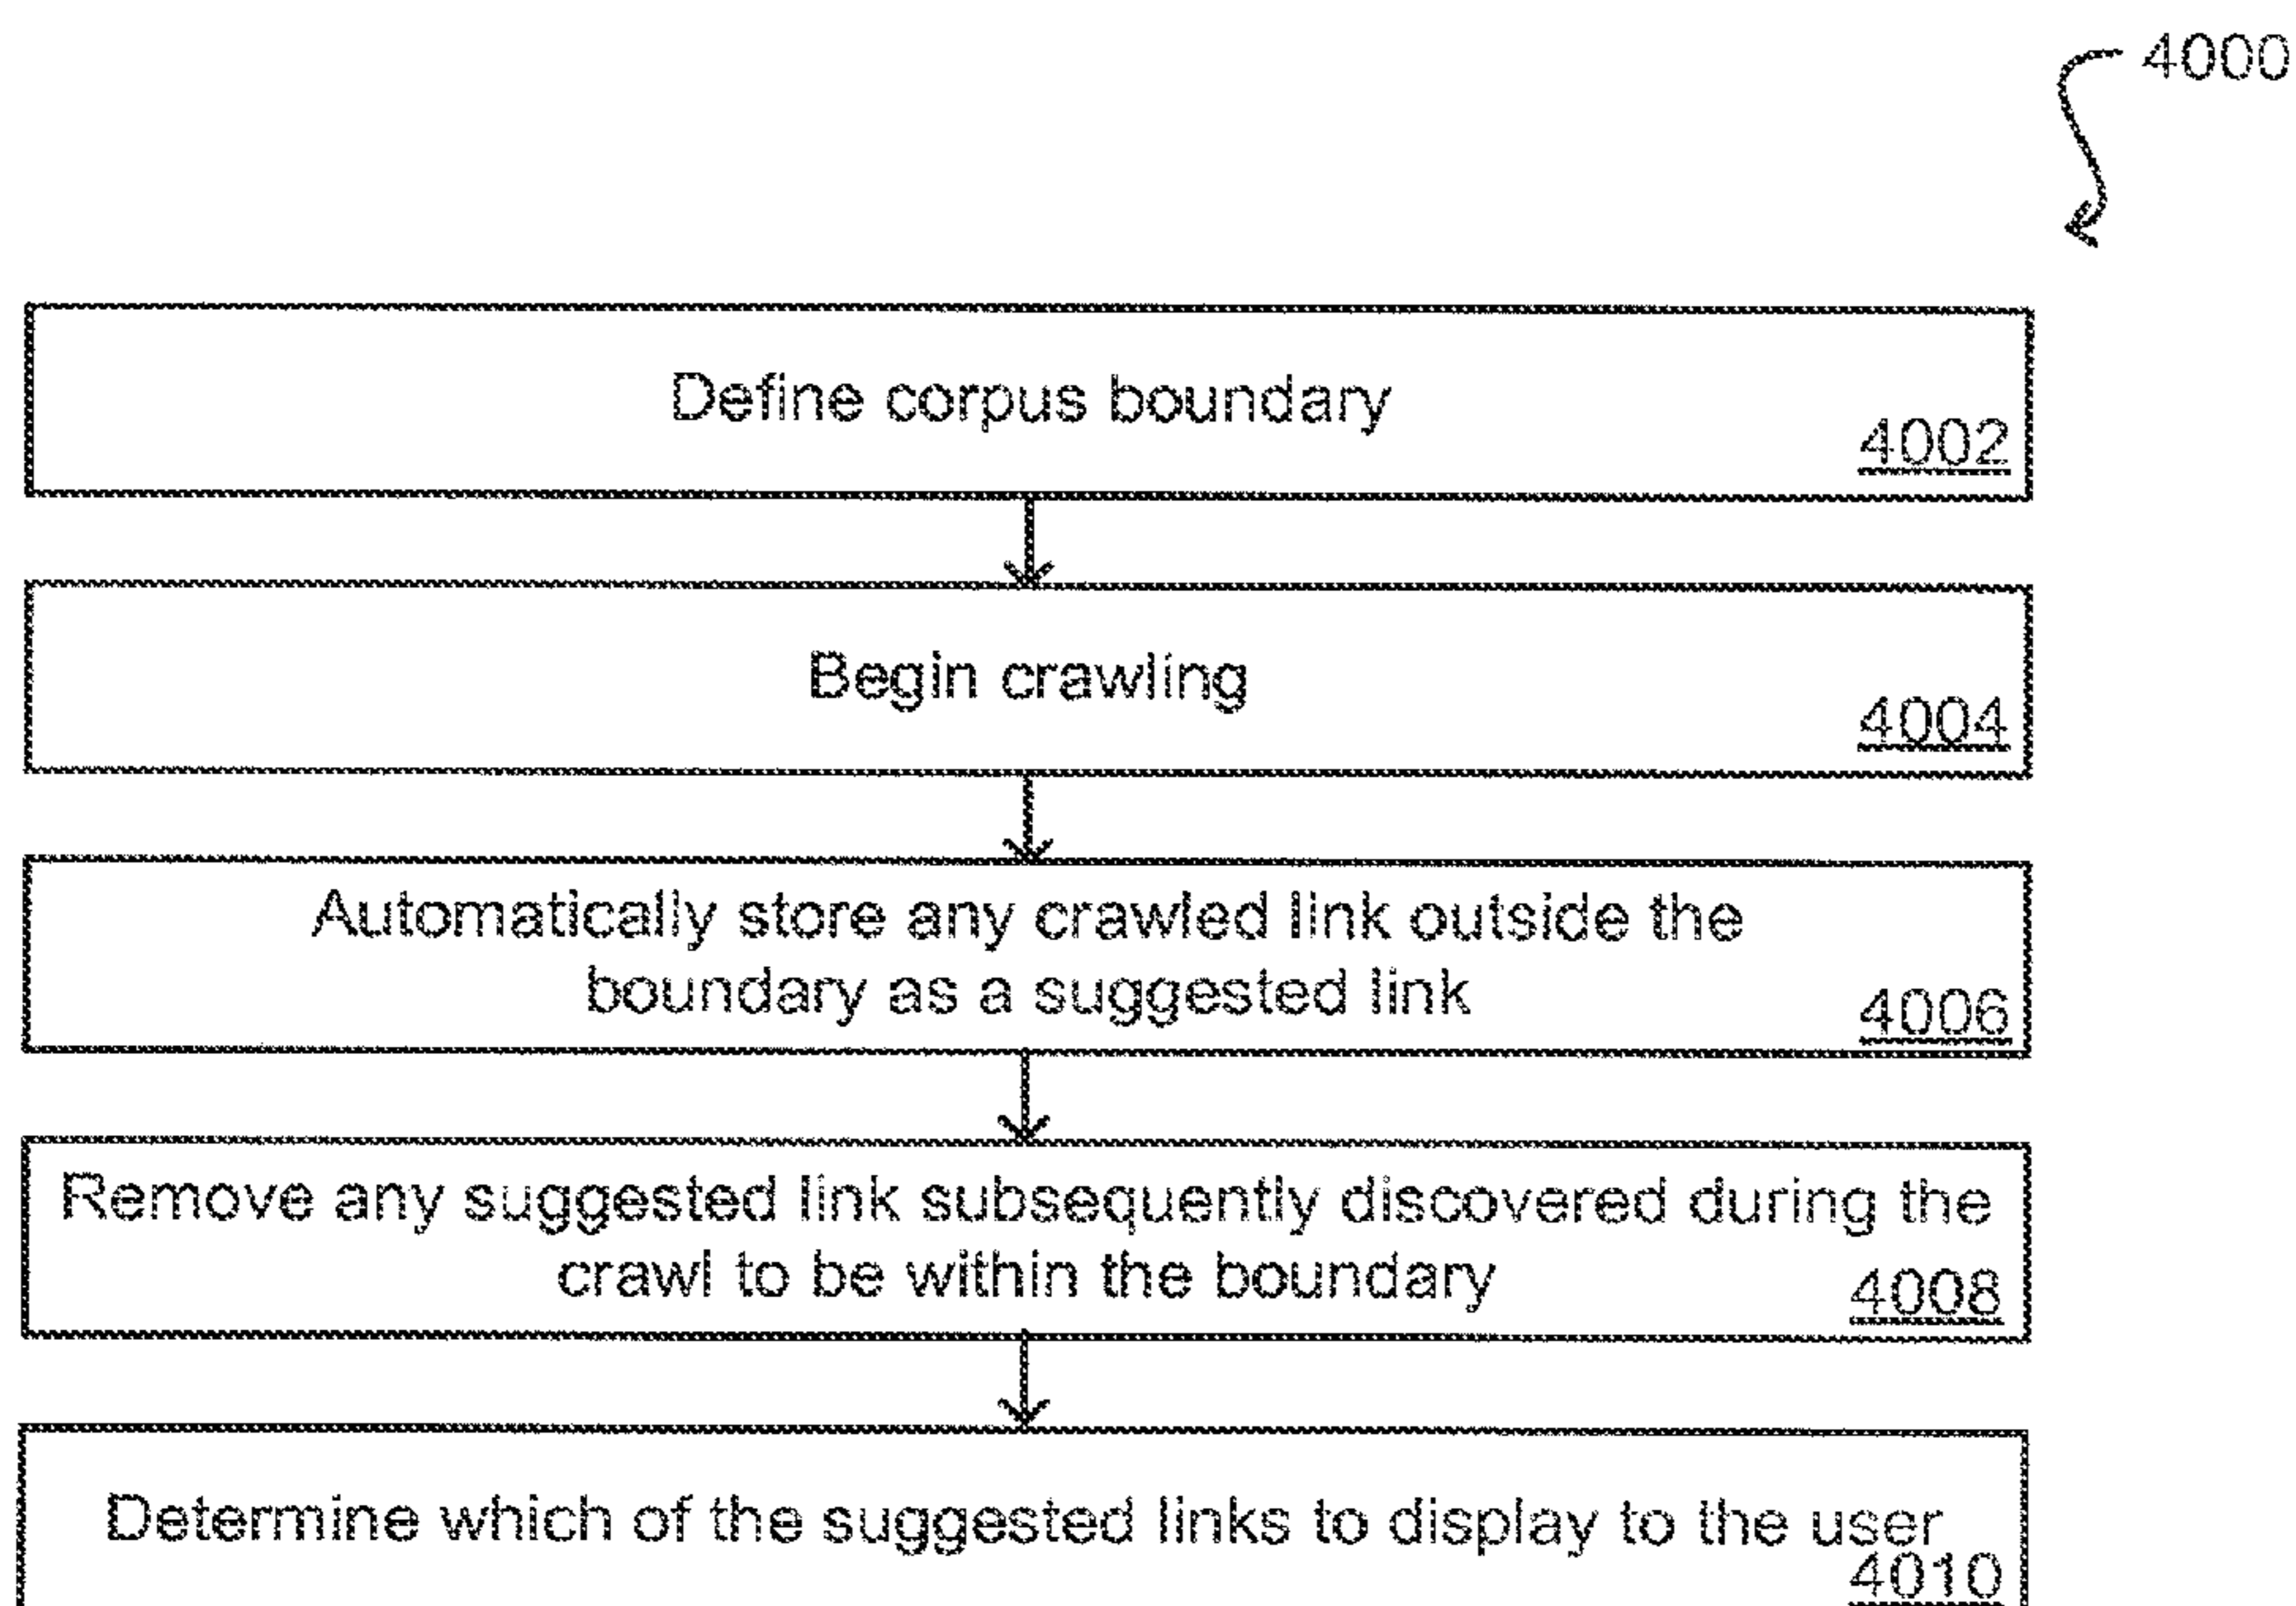 4000
Define corpus boundary
4002
Begin crawling
4004
Automatically store any crawled link outside the
boundary as a suggested link
4006
Remove any suggested link subsequently discovered during the
crawl to be within the boundary
4008
Determine which of the suggested links to display to the user
4010